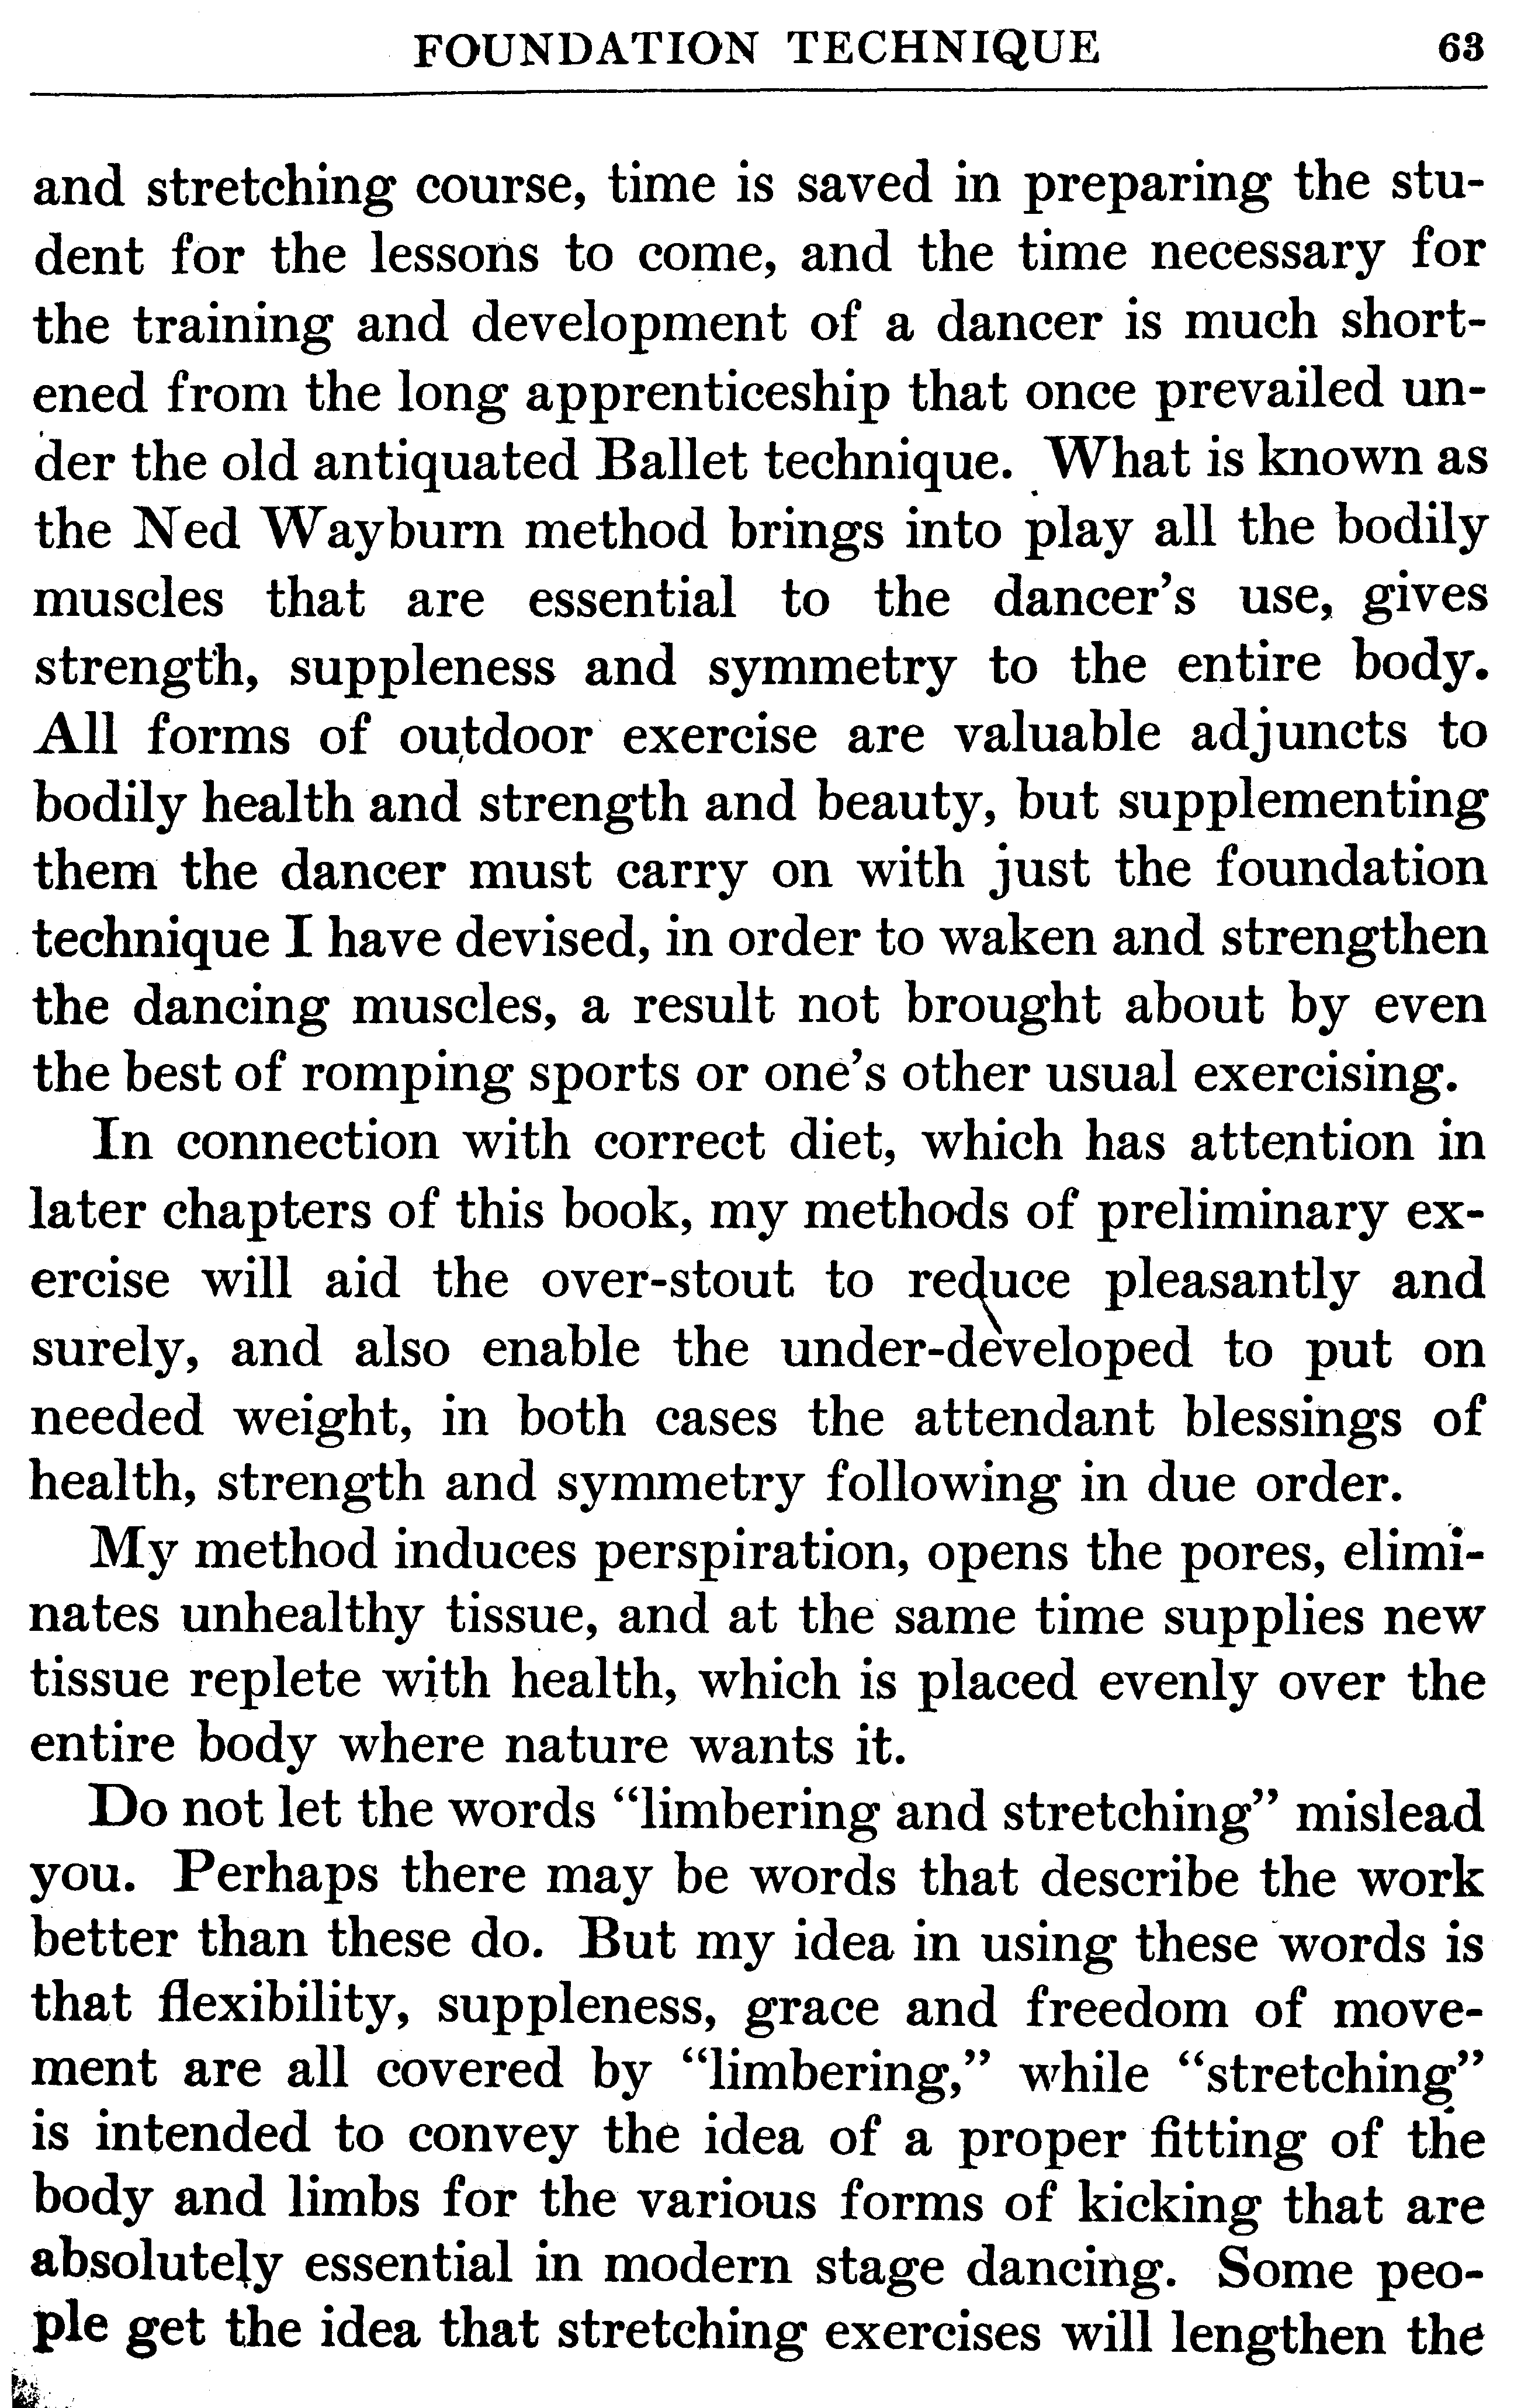 FOUNDATION TECHNIQUE 63
and stretching course, time is saved in preparing the stu-
dent for the lessons to come, and the time necessary for
the training and development of a dancer is much short-
ened from the long apprenticeship that once prevailed un-
der the old antiquated Ballet technique. What is known as
the Ned Wayburn method brings into play all the bodily
muscles that are essential to the dancer's use, gives
strength, suppleness and symmetry to the entire body.
All forms of outdoor exercise are valuable adjuncts to
bodily health and strength and beauty, but supplementing
them the dancer must carry on with just the foundation
technique I have devised, in order to waken and strengthen
the dancing muscles, a result not brought about by even
the best of romping sports or one's other usual exercising.
In connection with correct diet, which has attention in
later chapters of this book, my methods of preliminary ex-
ercise will aid the over-stout to reduce pleasantly and
surely, and also enable the under-developed to put on
needed weight, in both cases the attendant blessings of
health, strength and symmetry following in due order.
My method induces perspiration, opens the pores, elimi-
nates unhealthy tissue, and at the same time supplies new
tissue replete with health, which is placed evenly over the
entire body where nature wants it.
Do not let the words “limbering and stretching” mislead
you. Perhaps there may be words that describe the work
better than these do. But my idea in using these words is
that flexibility, suppleness, grace and freedom of move-
ment are all covered by “limbering,” while “stretching”
is intended to convey the idea of a proper fitting of the
body and limbs for the various forms of kicking that are
absolutely essential in modern stage dancing. Some peo-
ple get the idea that stretching exercises will lengthen the